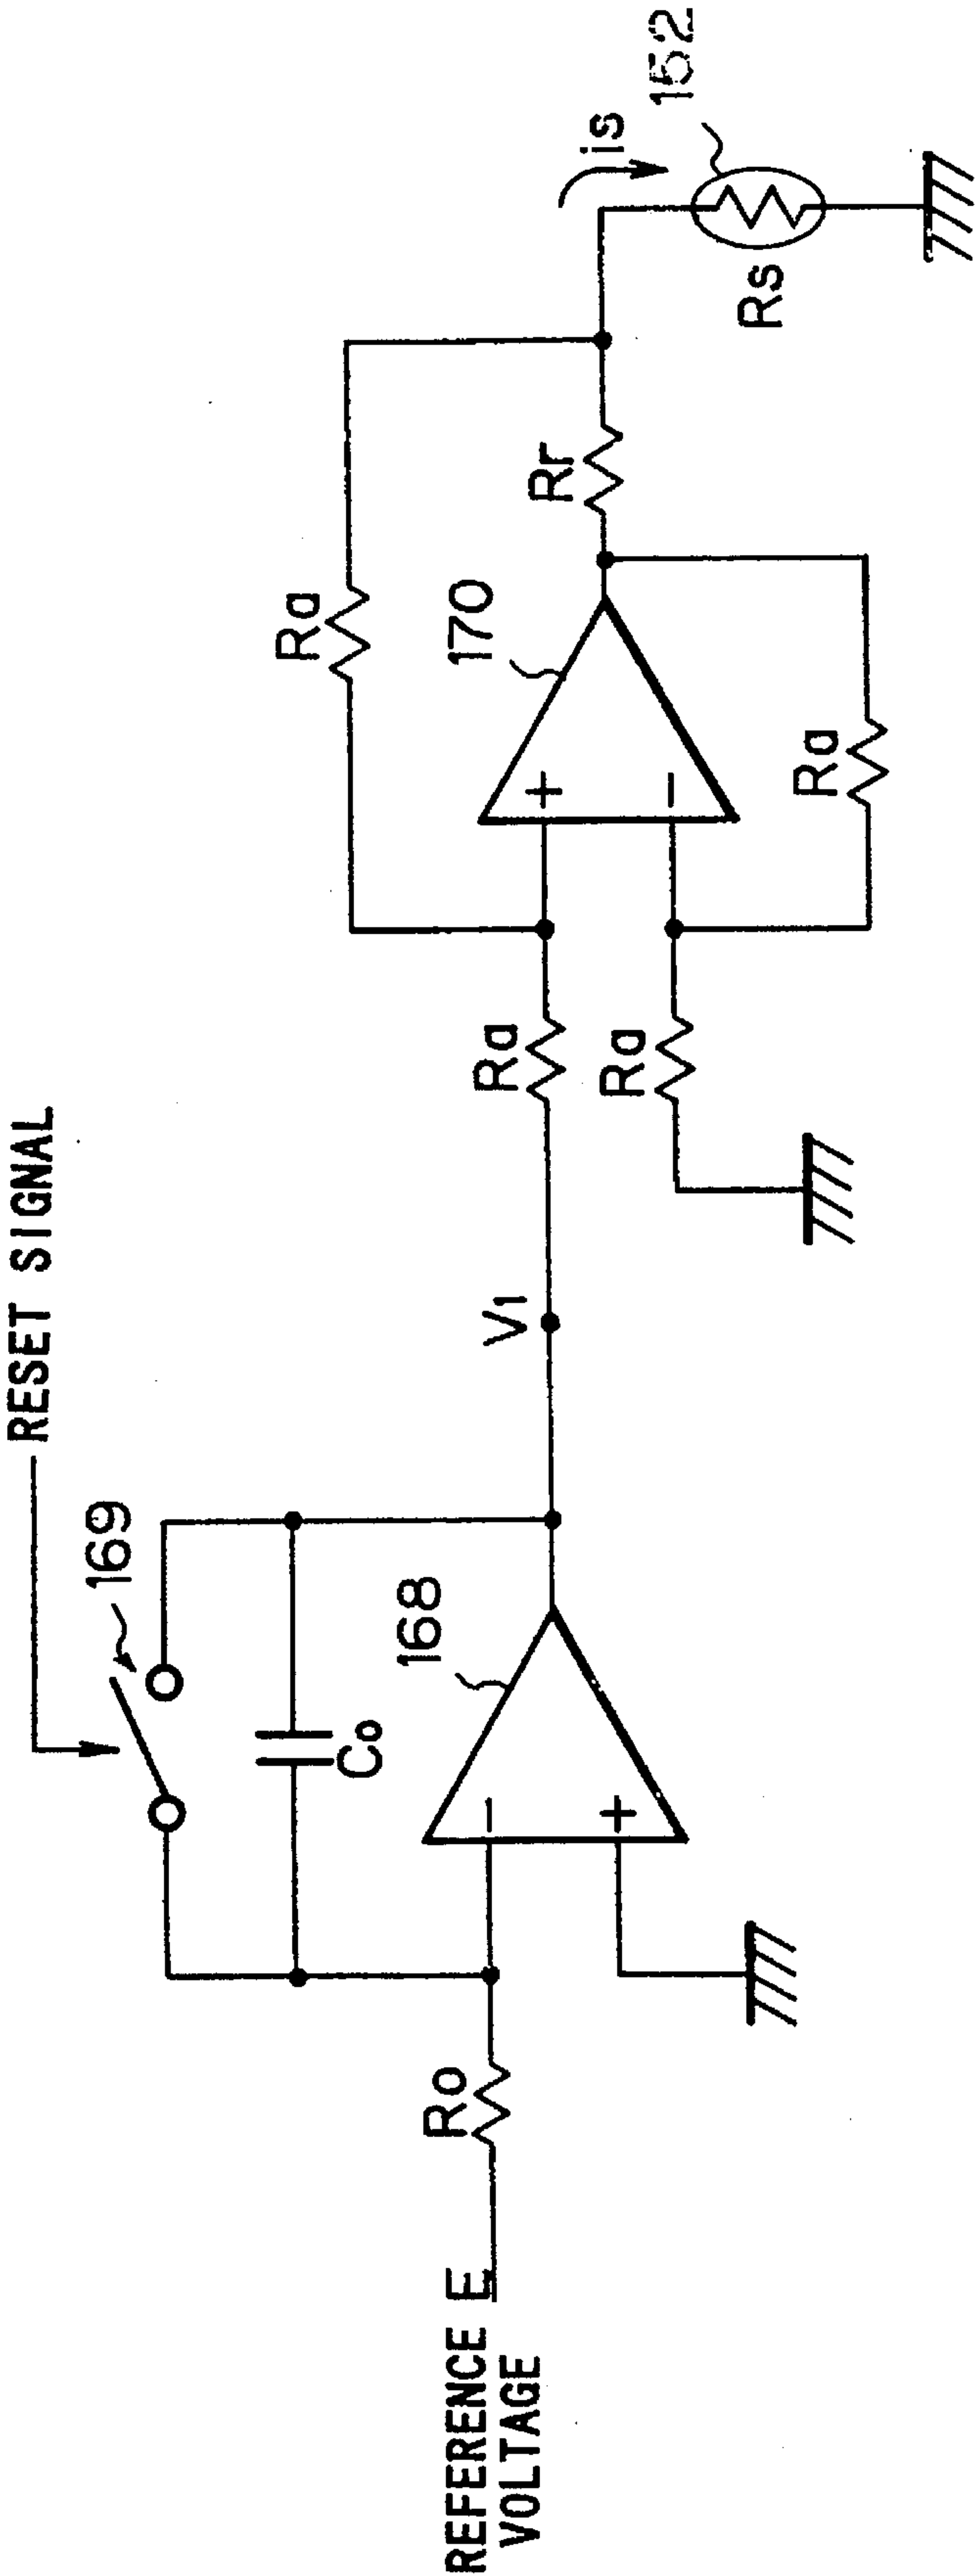 RESET SIGNAL
169
Co
168
Ro
REFERENCE E
VOLTAGE
V1
Ra
Ra
Ra
Ra
170
Rr
is
152
Rs
+
−
−
+